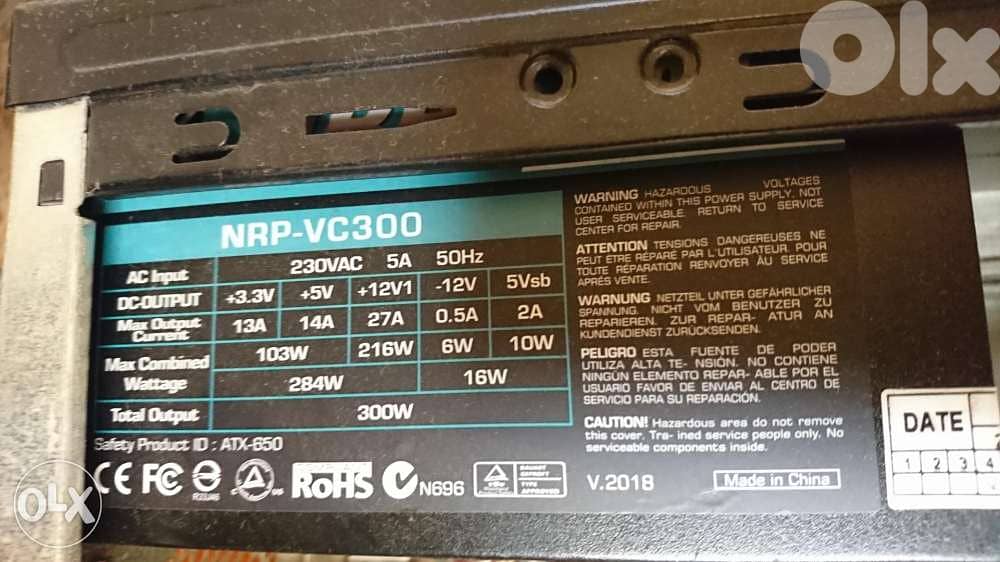 OLX
NRP-VC300
AC Input 230VAC 5A 50Hz
DC-OUTPUT +3.3V +5V +12V1 -12V 5Vsb
Max Output Current 13A 14A 27A 0.5A 2A
Max Combined Wattage 103W 216W 6W 10W
284W 16W
Total Output 300W
Safety Product ID : ATX-650
CE FC RoHS N696
WARNING HAZARDOUS VOLTAGES
CONTAINED WITHIN THIS POWER SUPPLY. NOT
USER SERVICEABLE. RETURN TO SERVICE
CENTER FOR REPAIR.
ATTENTION TENSIONS DANGEREUSES NE
PEUT ETRE RÉPARE PAR L'UTILISATEUR. POUR
TOUTE RÉPARATION RENVOYER ÀU SERVICE
APRÈS VENTE.
WARNUNG NETZTEIL UNTER GEFÄHRLICHER
SPANNUNG. NICHT VOM BENUTZER ZU
REPARIEREN. ZUR REPAR- ATUR AN
KUNDENDIENST ZURÜCKSENDEN.
PELIGRO ESTA FUENTE DE PODER
UTILIZA ALTA TE- NSIÓN. NO CONTIENE
NINGÚN ELEMENTO REPAR- ABLE POR EL
USUARIO FAVOR DE ENVIAR AL CENTRO DE
SERVICIO PARA SU REPARACIÓN.
CAUTION! Hazardous area do not remove
this cover. Tra- ined service people only. No
serviceable components inside.
TYPE
APPROVED
V.2018 Made in China
DATE
1 2 3 4
OLX